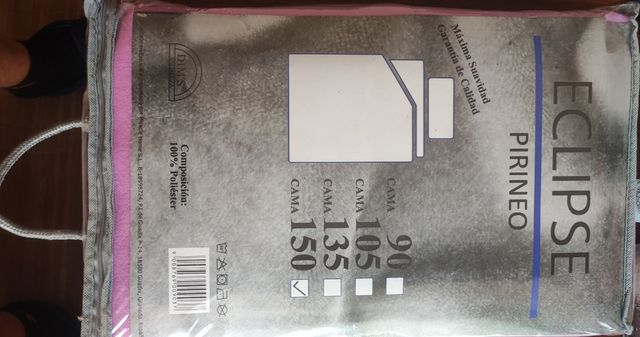 ECLIPSE
PIRINEO
Máxima Suavidad
Garantía de Calidad
CAMA 90
CAMA 105
CAMA 135
CAMA 150
Composición:
100% Poliéster